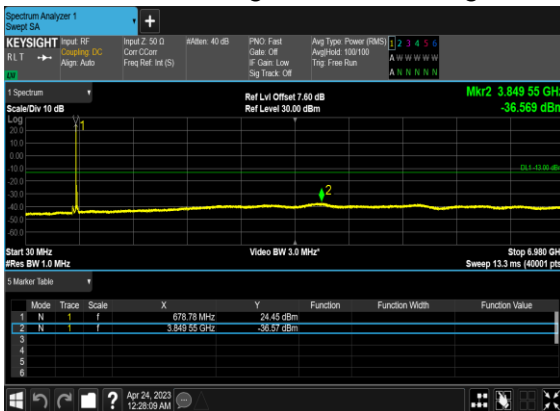 Spectrum Analyzer 1
Swept SA
KEYSIGHT Input: RF Input Z: 50 Ω #Atten: 40 dB PNO: Fast Avg Type: Power (RMS) 1 2 3 4 5 6
RLT Coupling: DC Corr CCorr Gate: Off Avg|Hold: 100/100 A W W W W W
Align: Auto Freq Ref: Int (S) IF Gain: Low Trig: Free Run
Sig Track: Off A N N N N N
1 Spectrum Ref Lvl Offset 7.60 dB Mkr2 3.849 55 GHz
Scale/Div 10 dB Ref Level 30.00 dBm -36.569 dBm
Log
20.0 1
10.0
0.00
-10.0 DL1 -13.00 dBm
-20.0
-30.0 2
-40.0
-50.0
-60.0
Start 30 MHz Video BW 3.0 MHz* Stop 6.980 GHz
#Res BW 1.0 MHz Sweep 13.3 ms (40001 pts)
5 Marker Table
Mode Trace Scale X Y Function Function Width Function Value
1 N 1 f 678.78 MHz 24.45 dBm
2 N 1 f 3.849 55 GHz -36.57 dBm
3
4
5
6
? Apr 24, 2023
12:28:09 AM